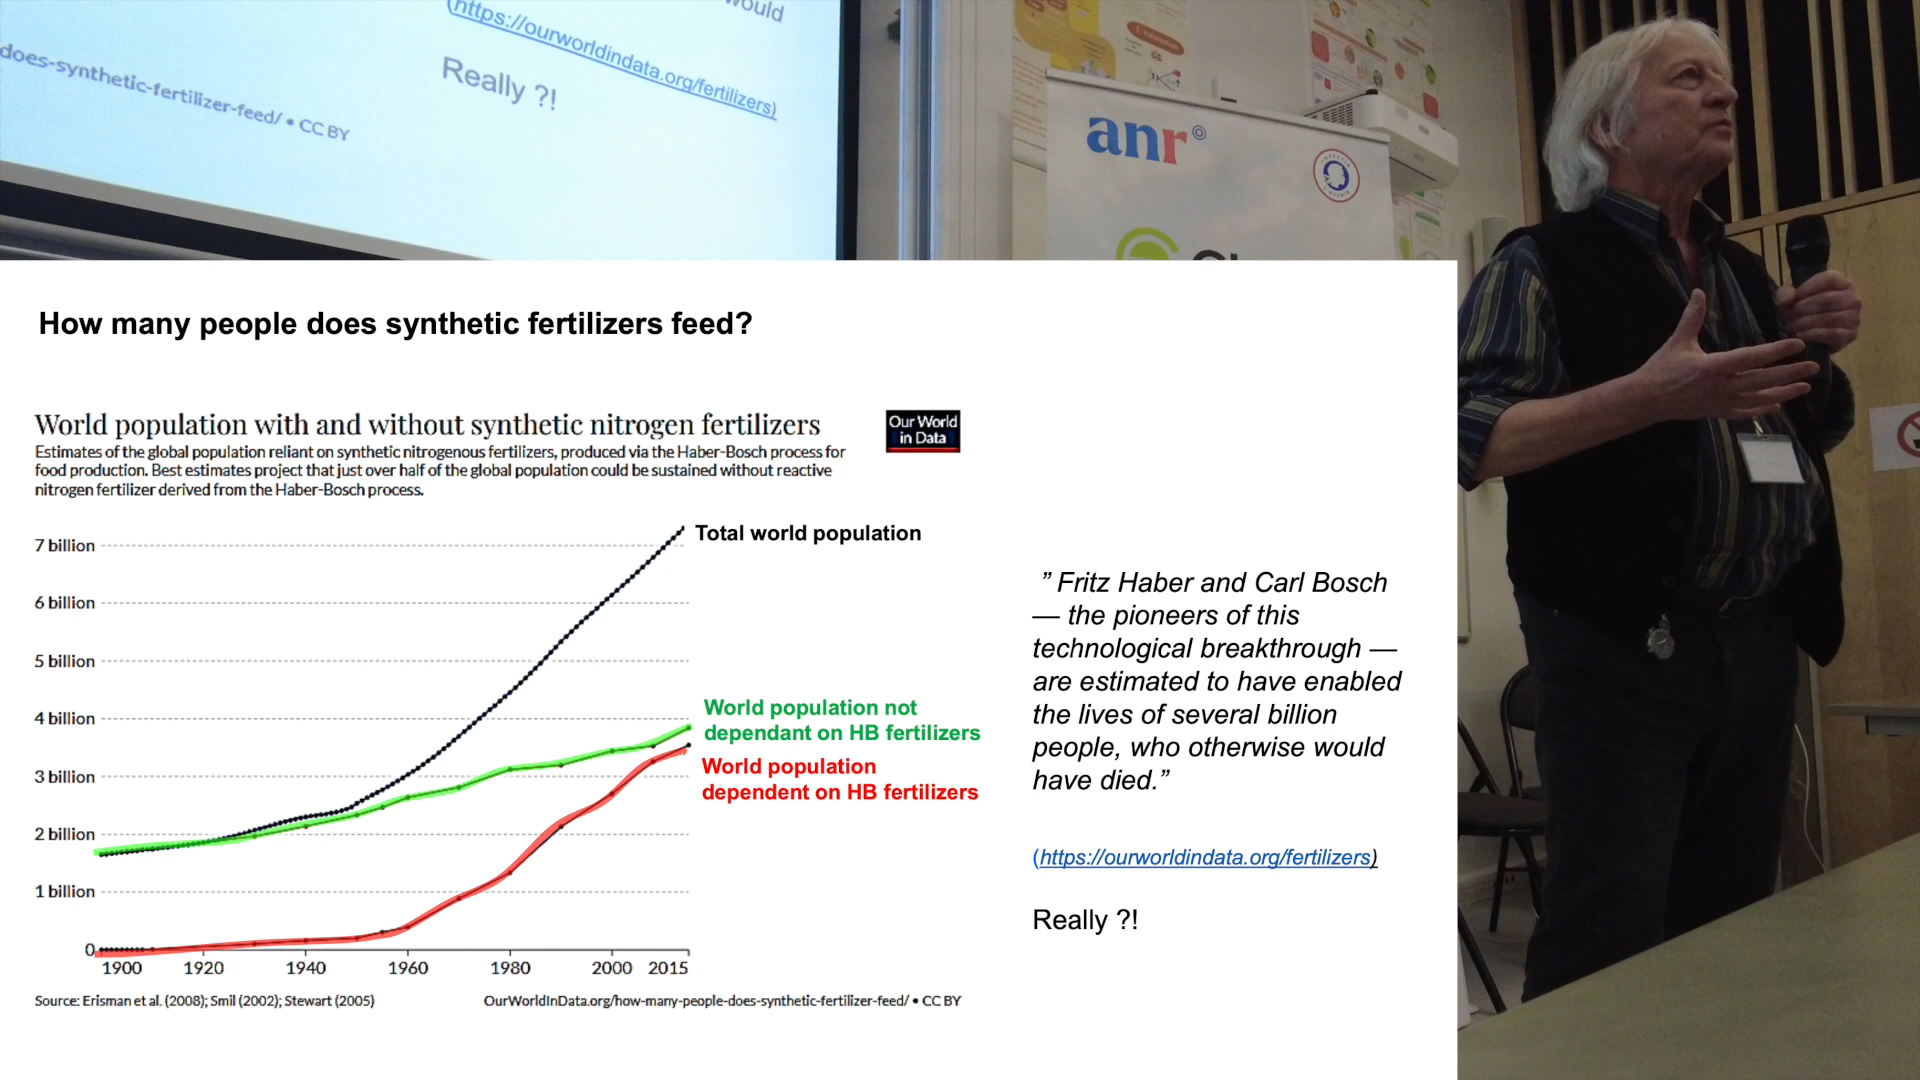 would
(https://ourworldindata.org/fertilizers)
does-synthetic-fertilizer-feed/ • CC BY
Really ?!
anr
How many people does synthetic fertilizers feed?
World population with and without synthetic nitrogen fertilizers
Our World
in Data
Estimates of the global population reliant on synthetic nitrogenous fertilizers, produced via the Haber-Bosch process for
food production. Best estimates project that just over half of the global population could be sustained without reactive
nitrogen fertilizer derived from the Haber-Bosch process.
Total world population
7 billion
6 billion
5 billion
4 billion
3 billion
2 billion
1 billion
0
World population not
dependant on HB fertilizers
World population
dependent on HB fertilizers
1900 1920 1940 1960 1980 2000 2015
Source: Erisman et al. (2008); Smil (2002); Stewart (2005)
OurWorldInData.org/how-many-people-does-synthetic-fertilizer-feed/ • CC BY
” Fritz Haber and Carl Bosch
— the pioneers of this
technological breakthrough —
are estimated to have enabled
the lives of several billion
people, who otherwise would
have died.”
(https://ourworldindata.org/fertilizers)
Really ?!